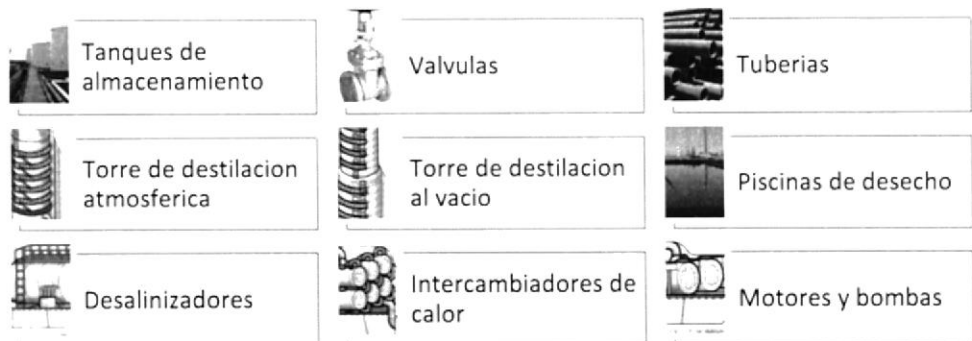 Tanques de
almacenamiento
Valvulas
Tuberias
Torre de destilacion
atmosferica
Torre de destilacion
al vacio
Piscinas de desecho
Desalinizadores
Intercambiadores de
calor
Motores y bombas